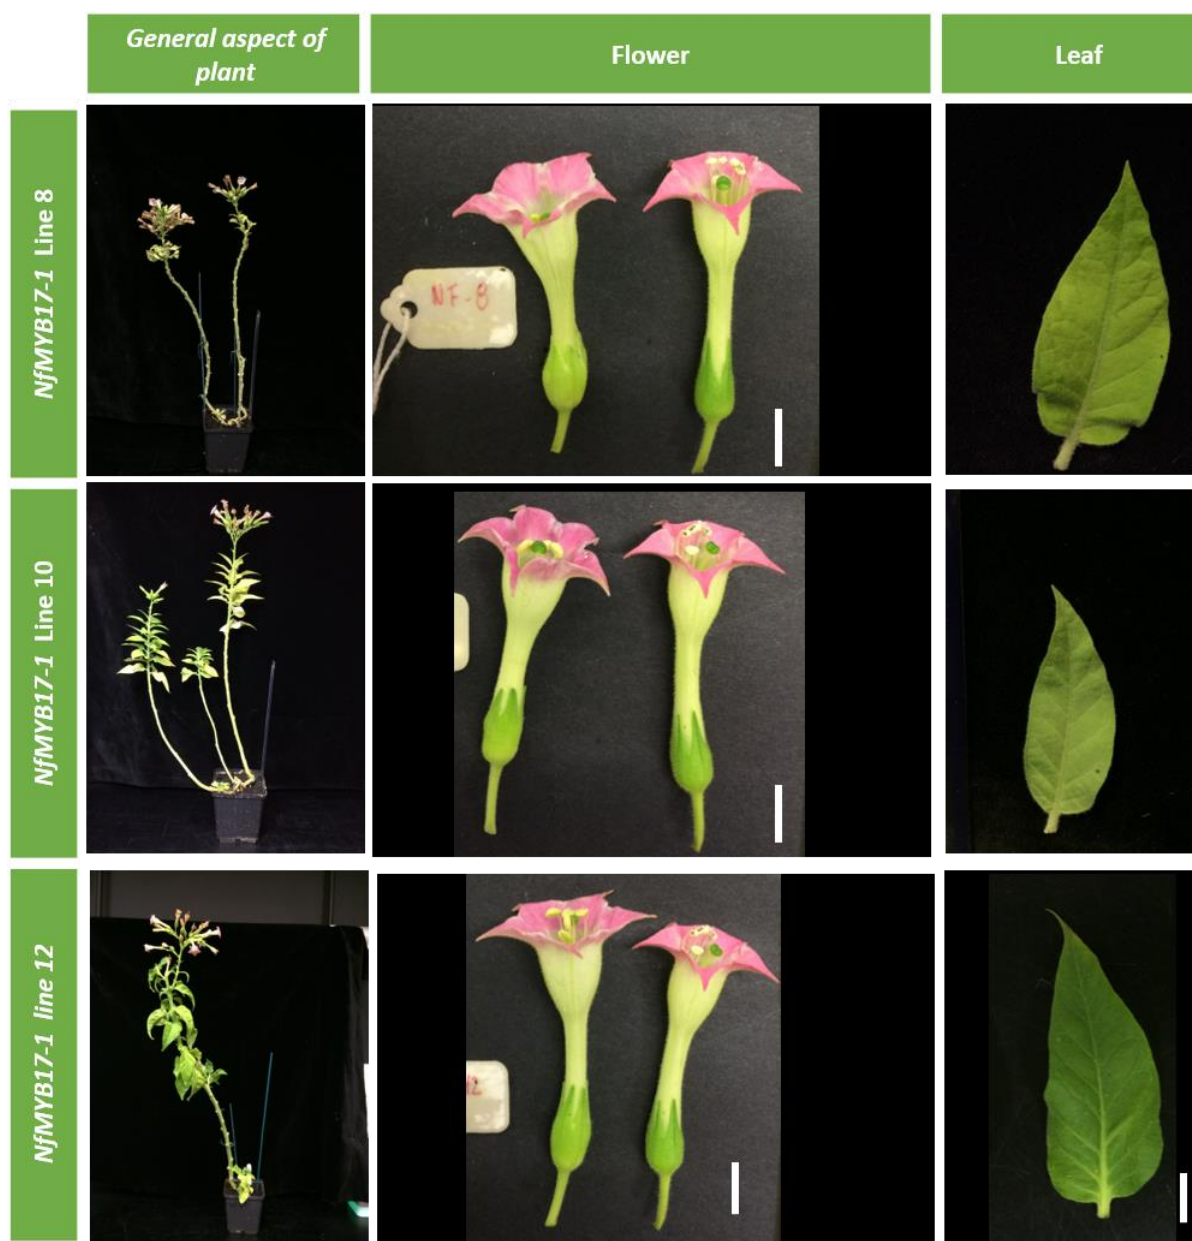 General aspect of
plant
Flower
Leaf
NfMYB17-1 Line 8
NF-8
NfMYB17-1 Line 10
NfMYB17-1 line 12